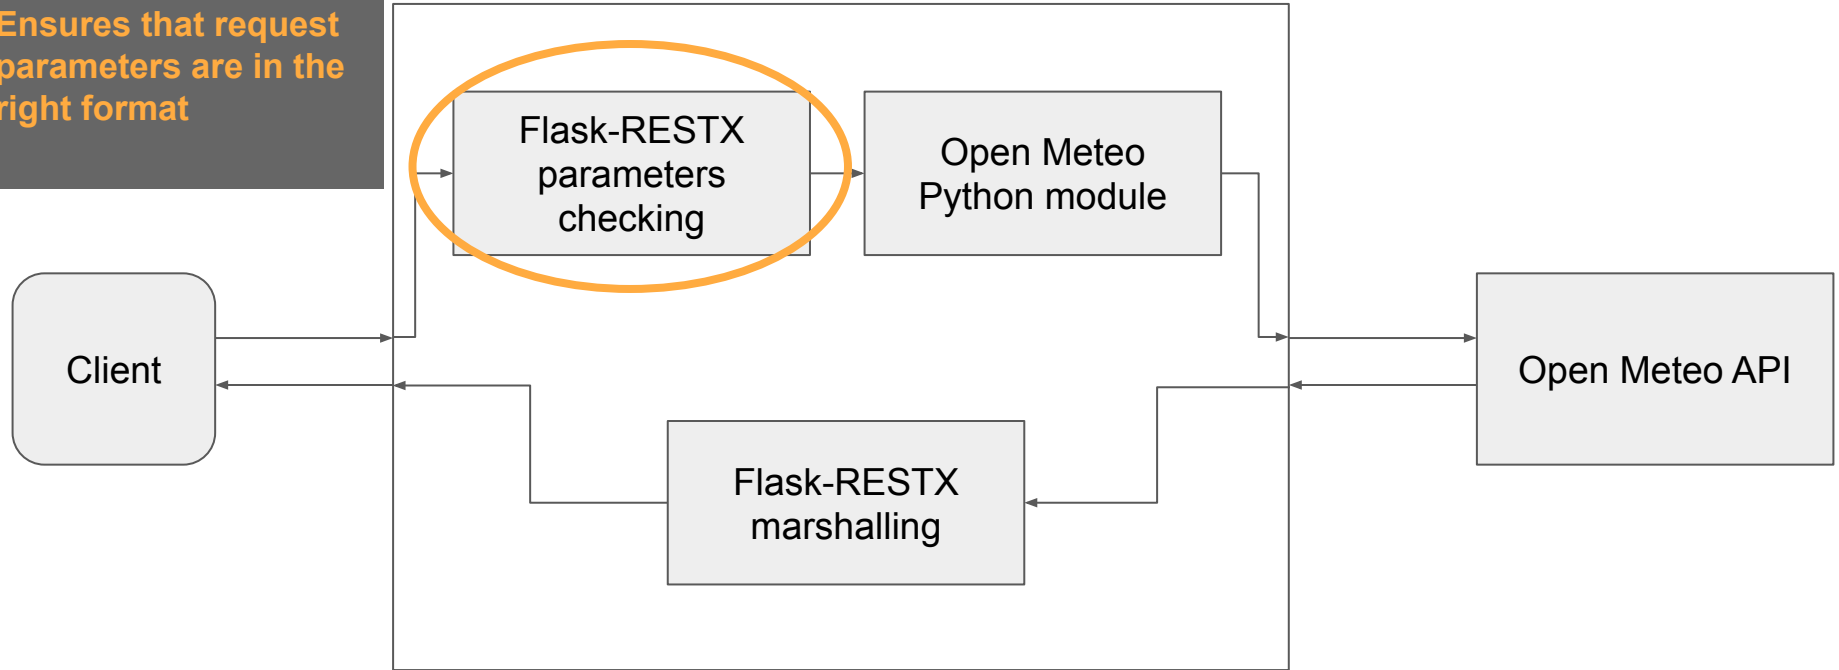 Ensures that request
parameters are in the
right format
Flask-RESTX
parameters
checking
Open Meteo
Python module
Client
Open Meteo API
Flask-RESTX
marshalling